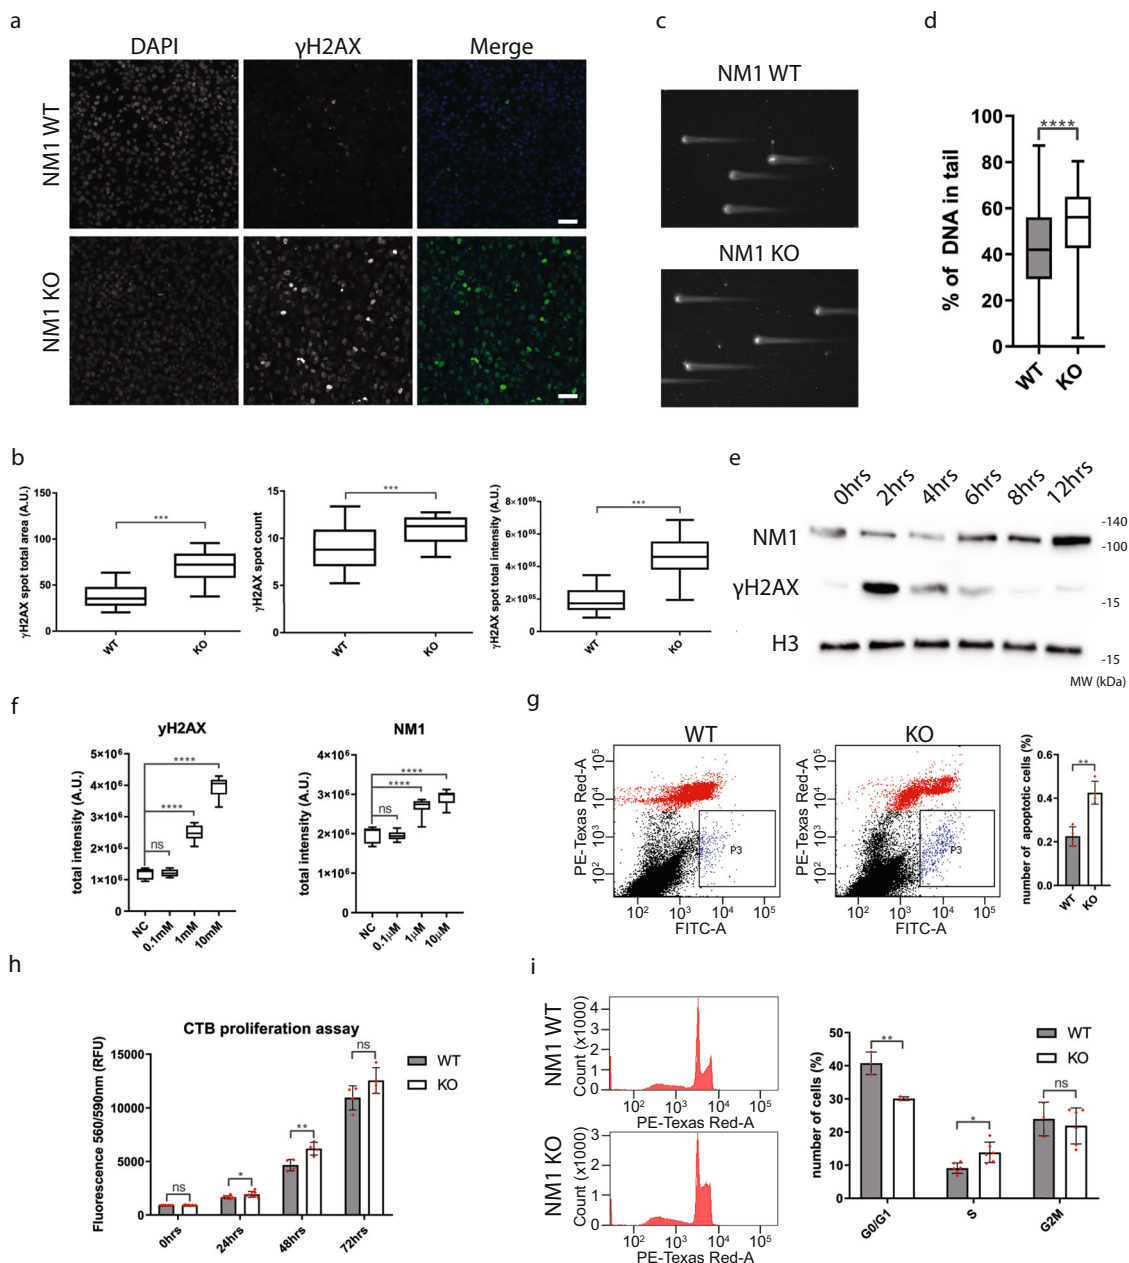 a
DAPI
γH2AX
Merge
NM1 WT
NM1 KO
b
γH2AX spot total area (A.U.)
150
100
50
0
***
WT
KO
γH2AX spot count
15
10
5
0
***
WT
KO
γH2AX spot total intensity (A.U.)
8×10⁰⁵
6×10⁰⁵
4×10⁰⁵
2×10⁰⁵
0
***
WT
KO
c
NM1 WT
NM1 KO
d
% of DNA in tail
100
80
60
40
20
0
****
WT
KO
e
0hrs 2hrs 4hrs 6hrs 8hrs 12hrs
NM1
-140
-100
γH2AX
-15
H3
-15
MW (kDa)
f
yH2AX
total intensity (A.U.)
5×10⁶
4×10⁶
3×10⁶
2×10⁶
1×10⁶
0
****
****
ns
NC
0.1mM
1mM
10mM
NM1
total intensity (A.U.)
4×10⁶
3×10⁶
2×10⁶
1×10⁶
0
****
****
ns
NC
0.1μM
1μM
10μM
g
WT
PE-Texas Red-A
10⁵
10⁴
10³
10²
P3
10² 10³ 10⁴ 10⁵
FITC-A
KO
PE-Texas Red-A
10⁵
10⁴
10³
10²
P3
10² 10³ 10⁴ 10⁵
FITC-A
number of apoptotic cells (%)
0.6
0.4
0.2
0.0
**
WT
KO
h
CTB proliferation assay
Fluorescence 560/590nm (RFU)
15000
10000
5000
0
ns
*
**
ns
WT
KO
0hrs
24hrs
48hrs
72hrs
i
NM1 WT
Count (x1000)
4
3
2
1
0
10² 10³ 10⁴ 10⁵
PE-Texas Red-A
NM1 KO
Count (x1000)
3
2
1
0
10² 10³ 10⁴ 10⁵
PE-Texas Red-A
number of cells (%)
50
40
30
20
10
0
**
*
ns
WT
KO
G0/G1
S
G2M